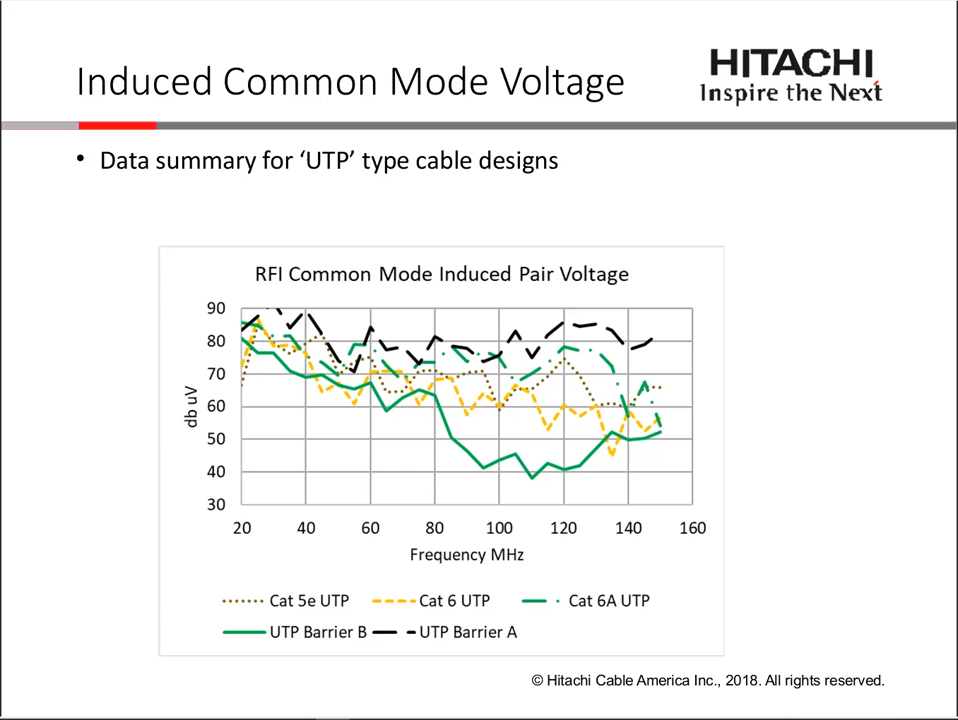 Induced Common Mode Voltage
HITACHI
Inspire the Next
• Data summary for ‘UTP’ type cable designs
RFI Common Mode Induced Pair Voltage
90
80
70
60
50
40
30
db uV
20 40 60 80 100 120 140 160
Frequency MHz
Cat 5e UTP Cat 6 UTP Cat 6A UTP
UTP Barrier B UTP Barrier A
© Hitachi Cable America Inc., 2018. All rights reserved.